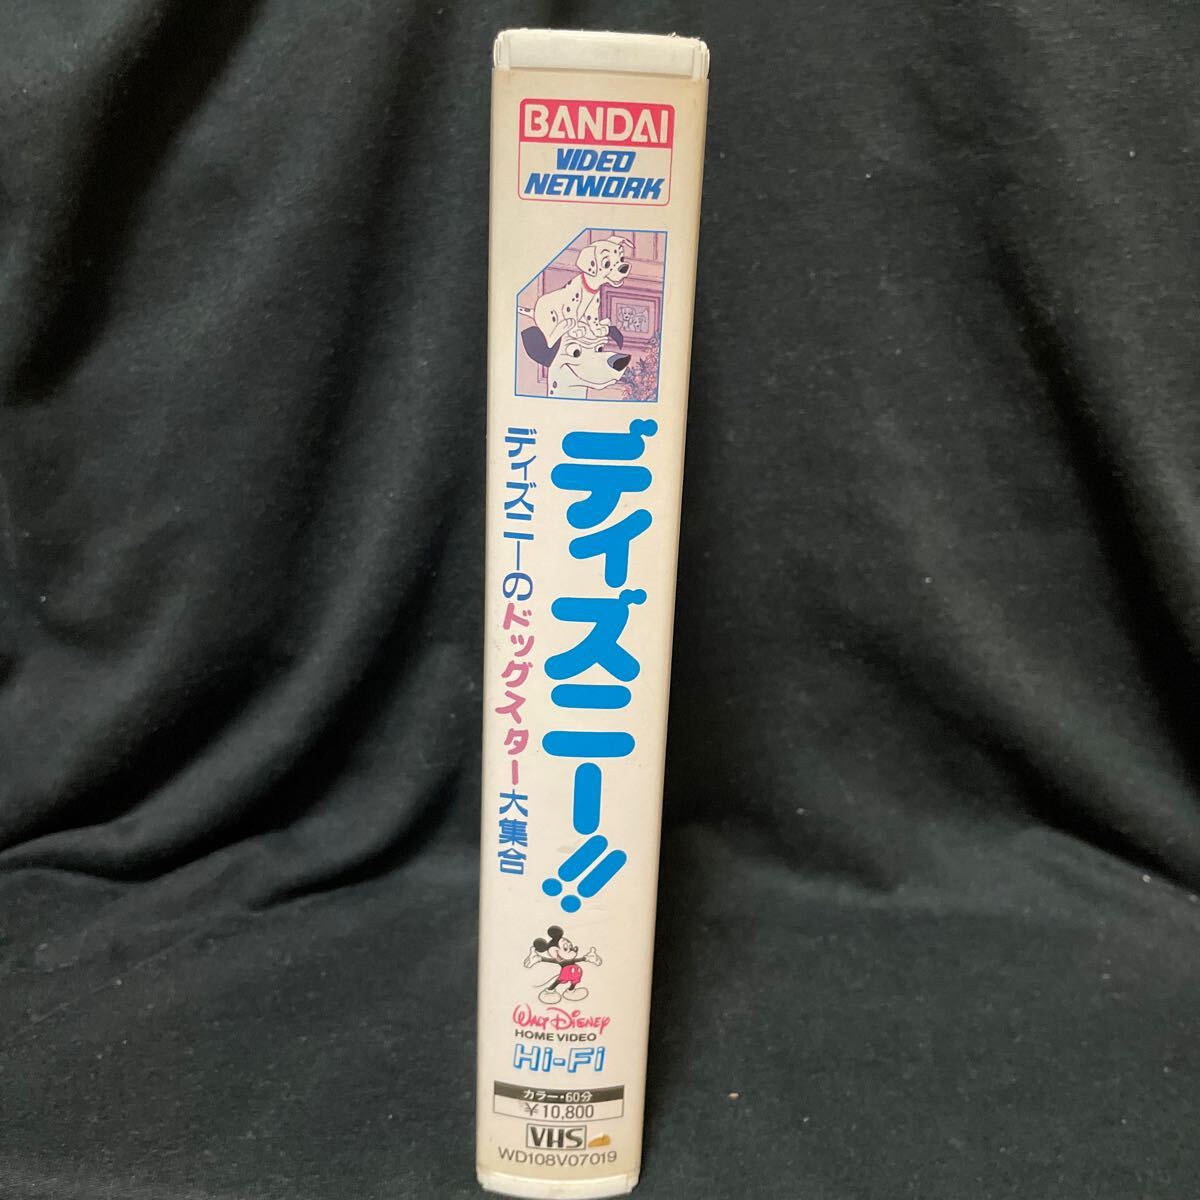 BANDAI
VIDEO
NETWORK
ディズニー!!
ディズニーのドッグスター大集合
WALT DISNEY
HOME VIDEO
Hi-Fi
カラー・60分
¥10,800
VHS
WD108V07019